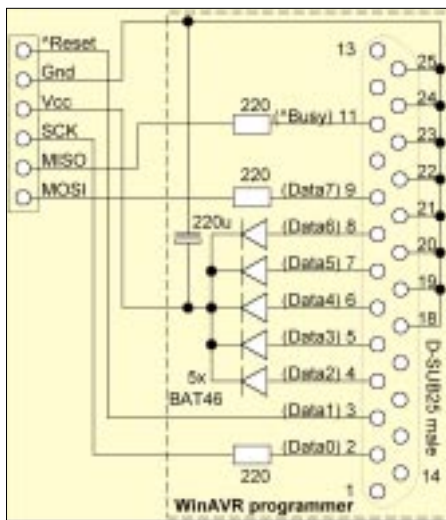 *Reset
Gnd
Vcc
SCK
MISO
MOSI
13
25
24
220
(*Busy) 11
23
22
220
(Data7) 9
21
220u
(Data6) 8
20
(Data5) 7
19
(Data4) 6
18
(Data3) 5
5x
BAT46
(Data2) 4
(Data1) 3
(Data0) 2
220
14
1
D-SUB25 male
WinAVR programmer